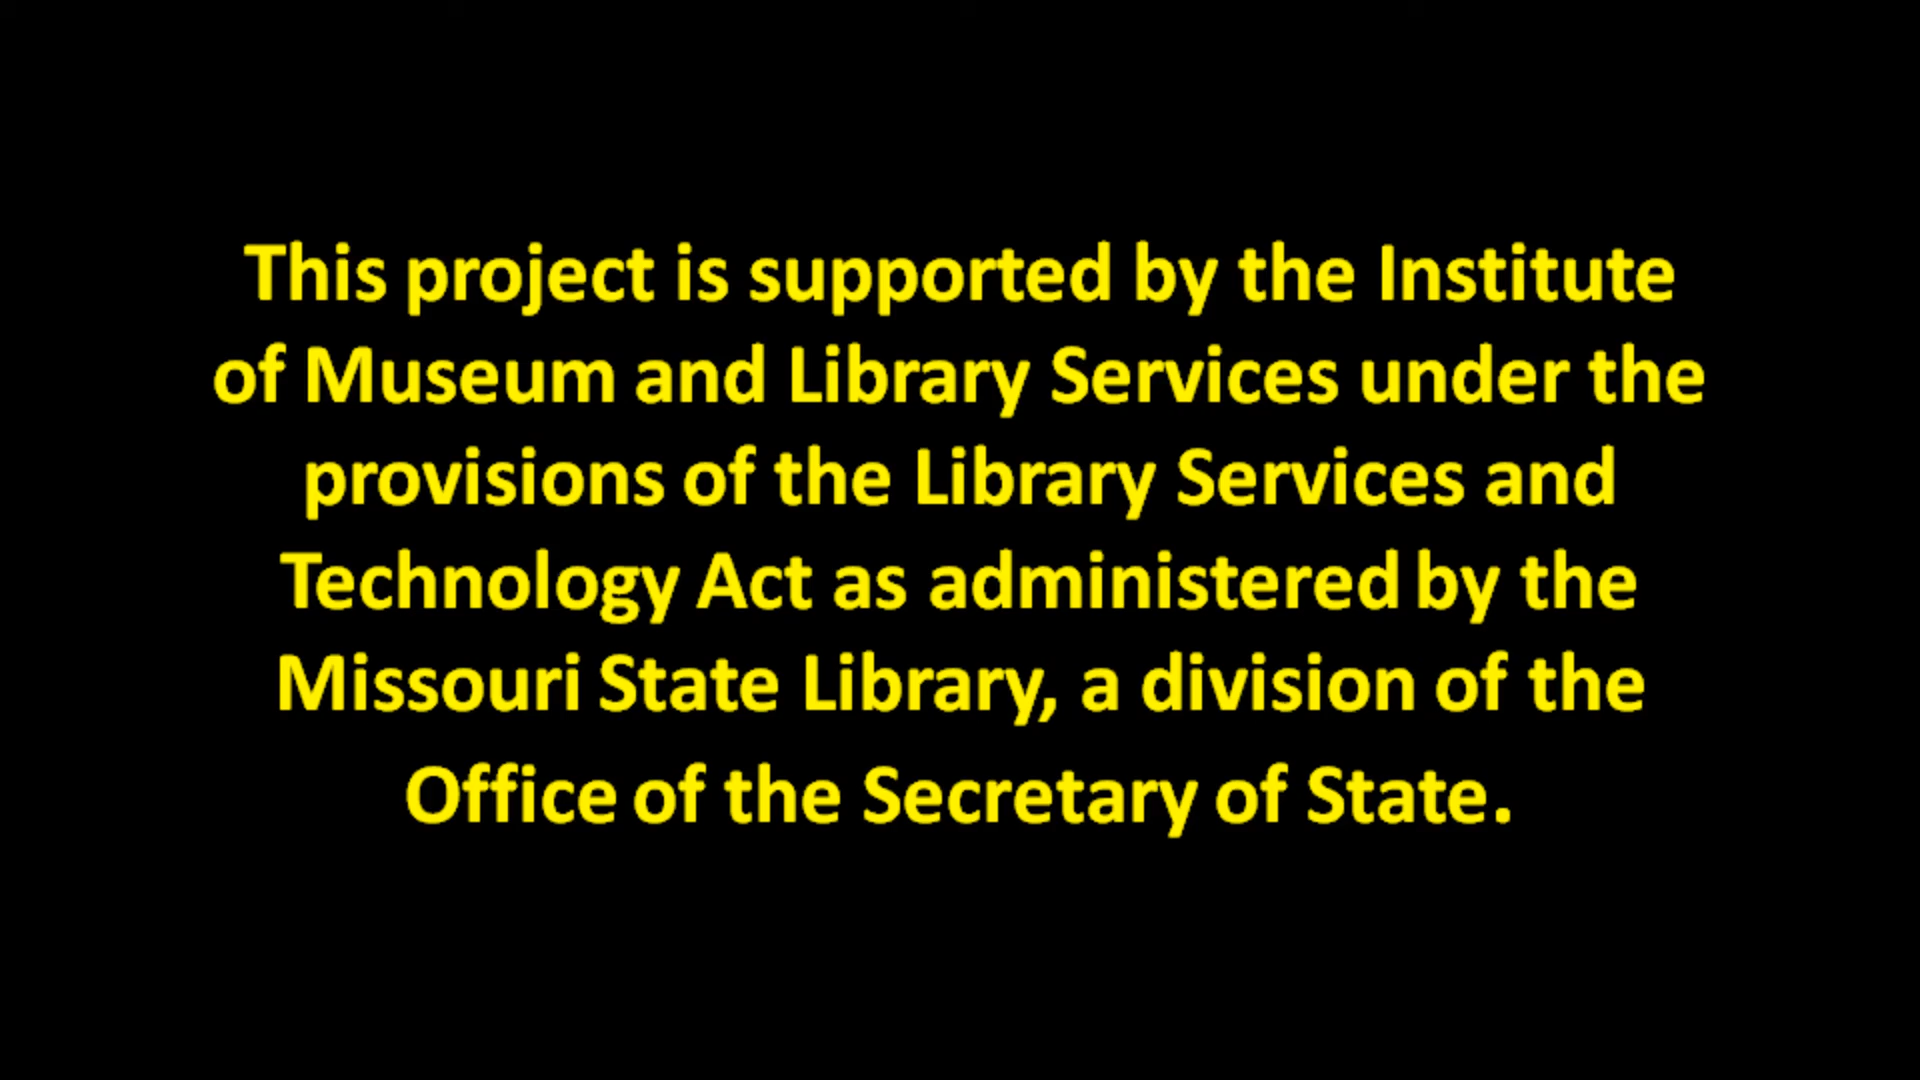 This project is supported by the Institute
of Museum and Library Services under the
provisions of the Library Services and
Technology Act as administered by the
Missouri State Library, a division of the
Office of the Secretary of State.